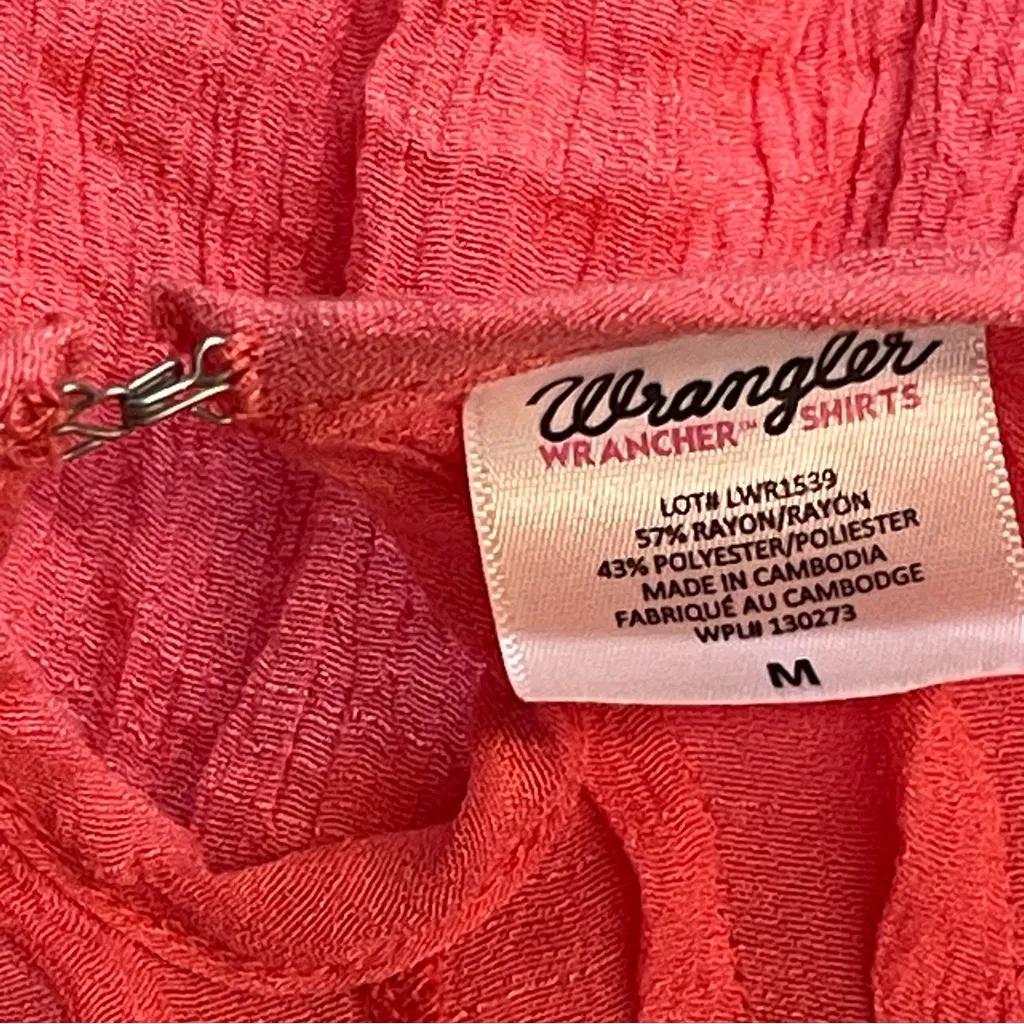 Wrangler
WRANCHER™ SHIRTS
LOT# LWR1539
57% RAYON/RAYON
43% POLYESTER/POLIESTER
MADE IN CAMBODIA
FABRIQUÉ AU CAMBODGE
WPL# 130273
M